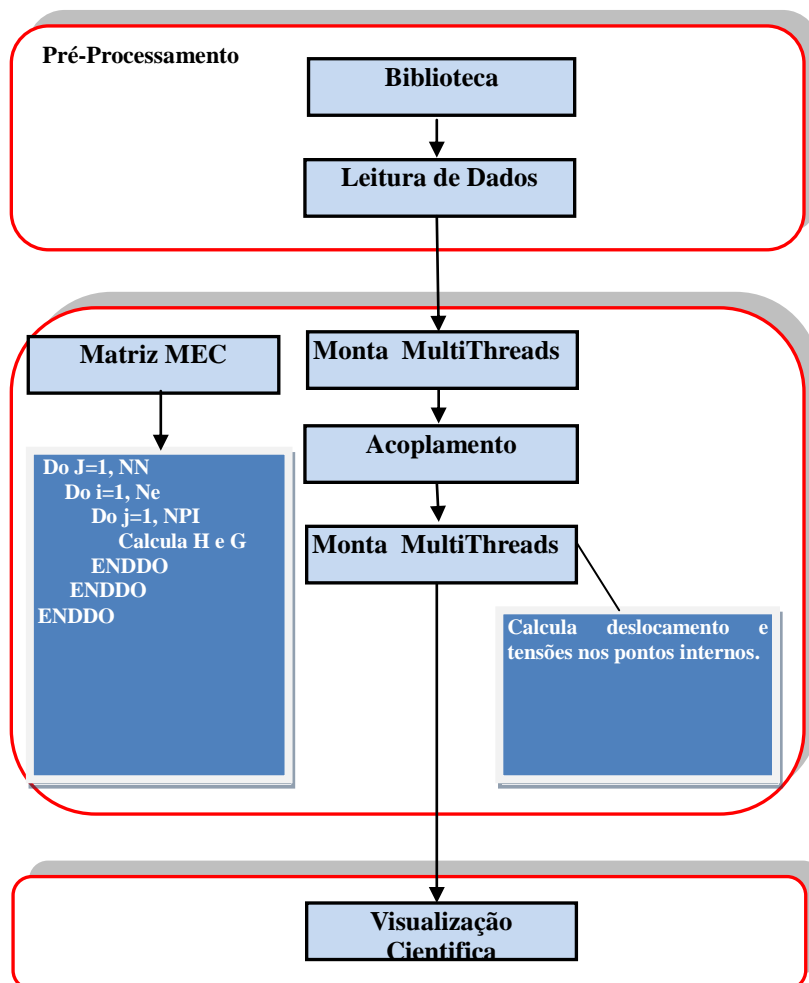 Pré-Processamento
Biblioteca
Leitura de Dados
Matriz MEC
Monta  MultiThreads
Acoplamento
Do J=1, NN
Do i=1, Ne
Do j=1, NPI
Calcula H e G
ENDDO
ENDDO
ENDDO
Monta  MultiThreads
Calcula deslocamento e
tensões nos pontos internos.
Visualização
Cientifica